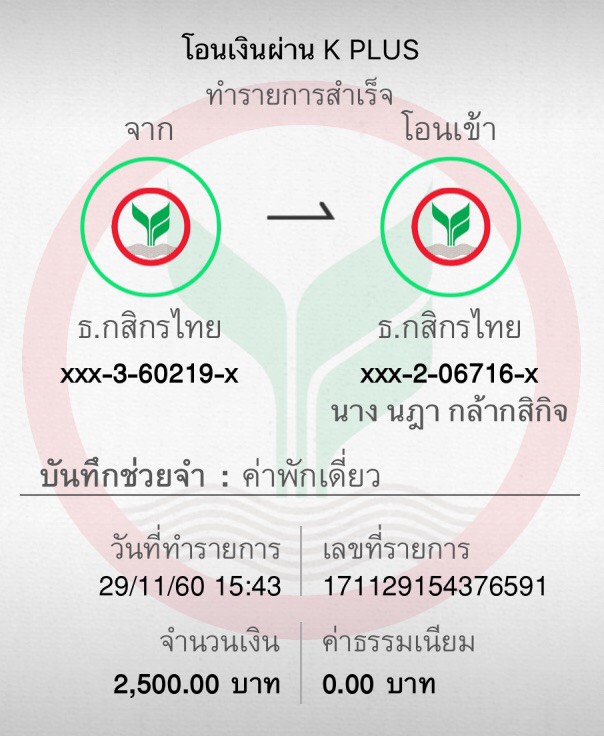 โอนเงินผ่าน K PLUS
ทำรายการสำเร็จ
จาก
โอนเข้า
ธ.กสิกรไทย
ธ.กสิกรไทย
xxx-3-60219-x
xxx-2-06716-x
นาง นฎา กล้ากสิกิจ
บันทึกช่วยจำ : ค่าพักเดี่ยว
วันที่ทำรายการ
เลขที่รายการ
29/11/60 15:43
171129154376591
จำนวนเงิน
ค่าธรรมเนียม
2,500.00 บาท
0.00 บาท